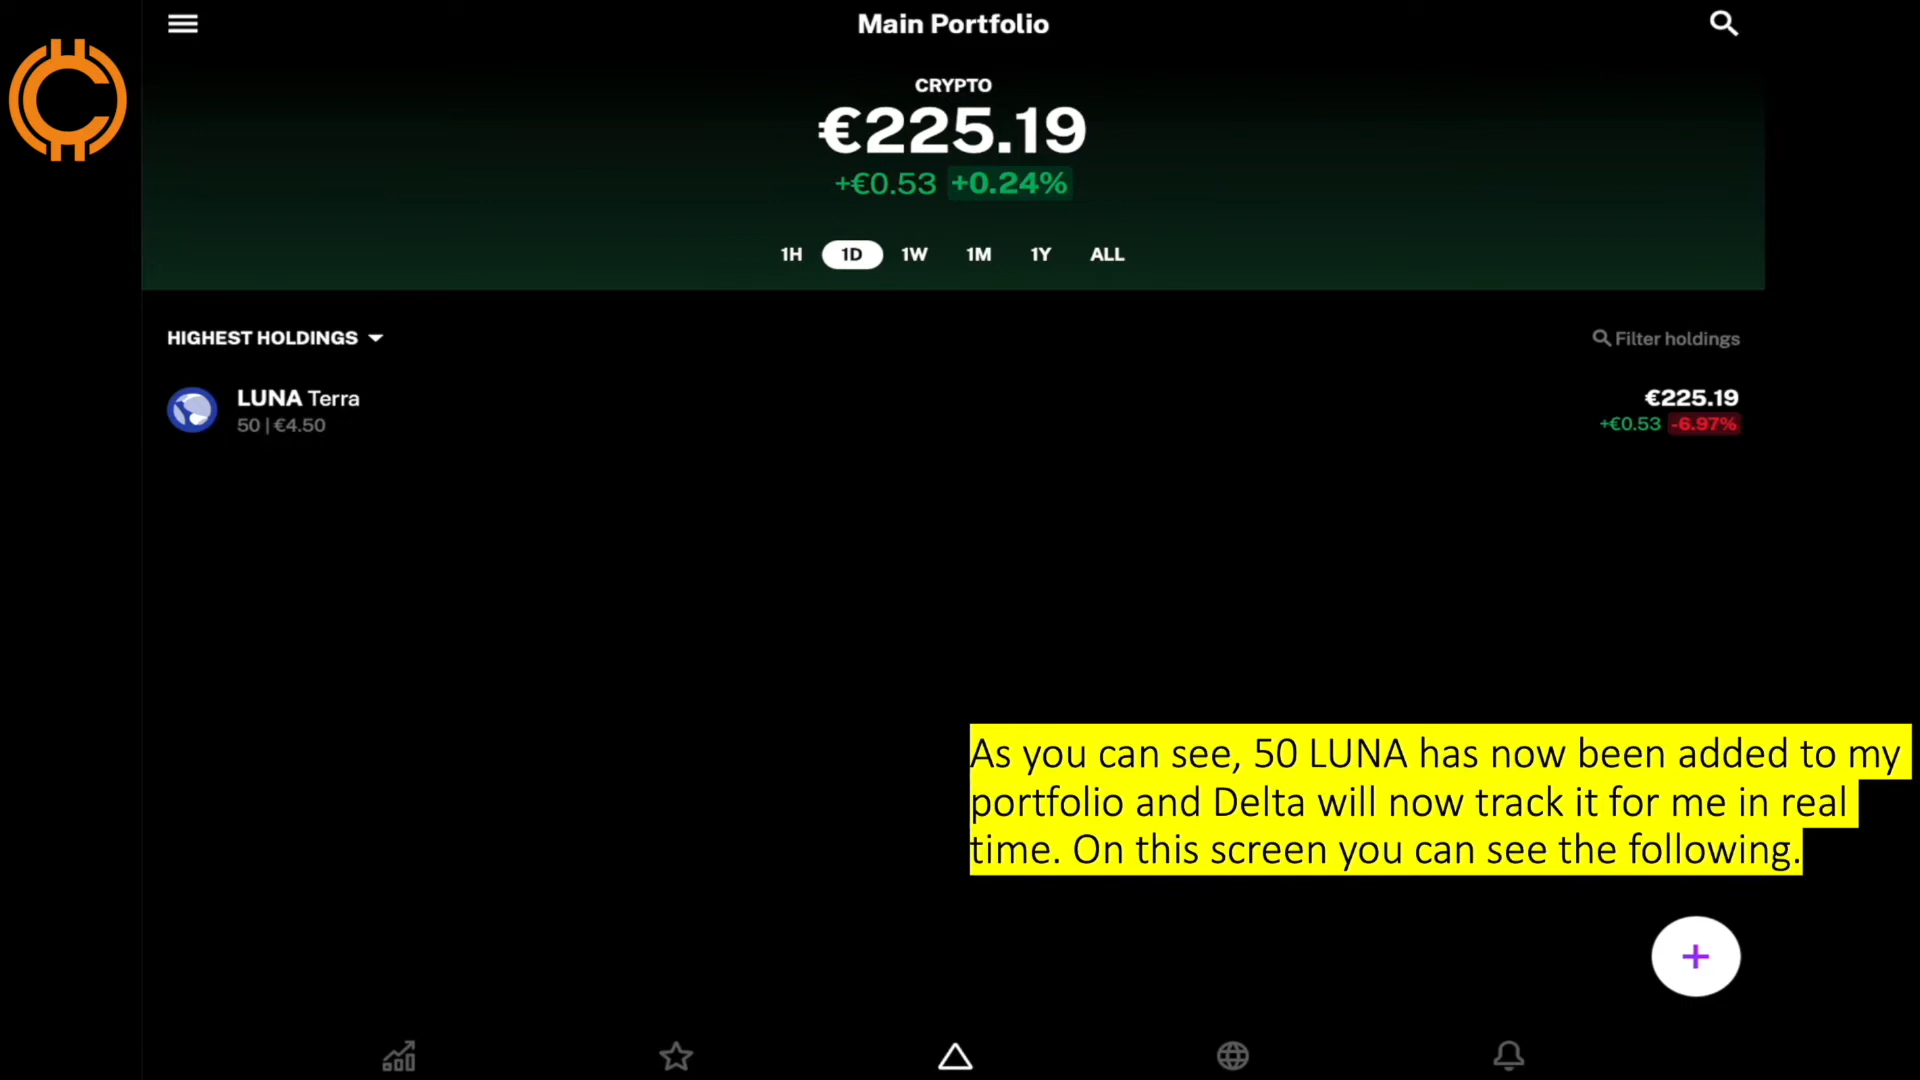 Main Portfolio
CRYPTO
€225.19
+€0.53 +0.24%
1H 1D 1W 1M 1Y ALL
HIGHEST HOLDINGS
Filter holdings
LUNA Terra
€225.19
50 | €4.50
+€0.53 -6.97%
As you can see, 50 LUNA has now been added to my
portfolio and Delta will now track it for me in real
time. On this screen you can see the following.